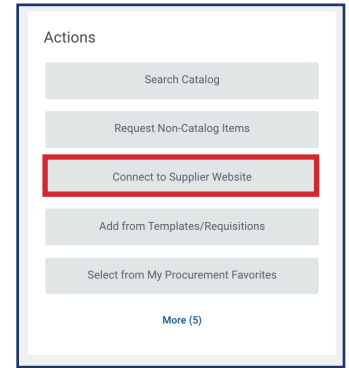 Actions
Search Catalog
Request Non-Catalog Items
Connect to Supplier Website
Add from Templates/Requisitions
Select from My Procurement Favorites
More (5)